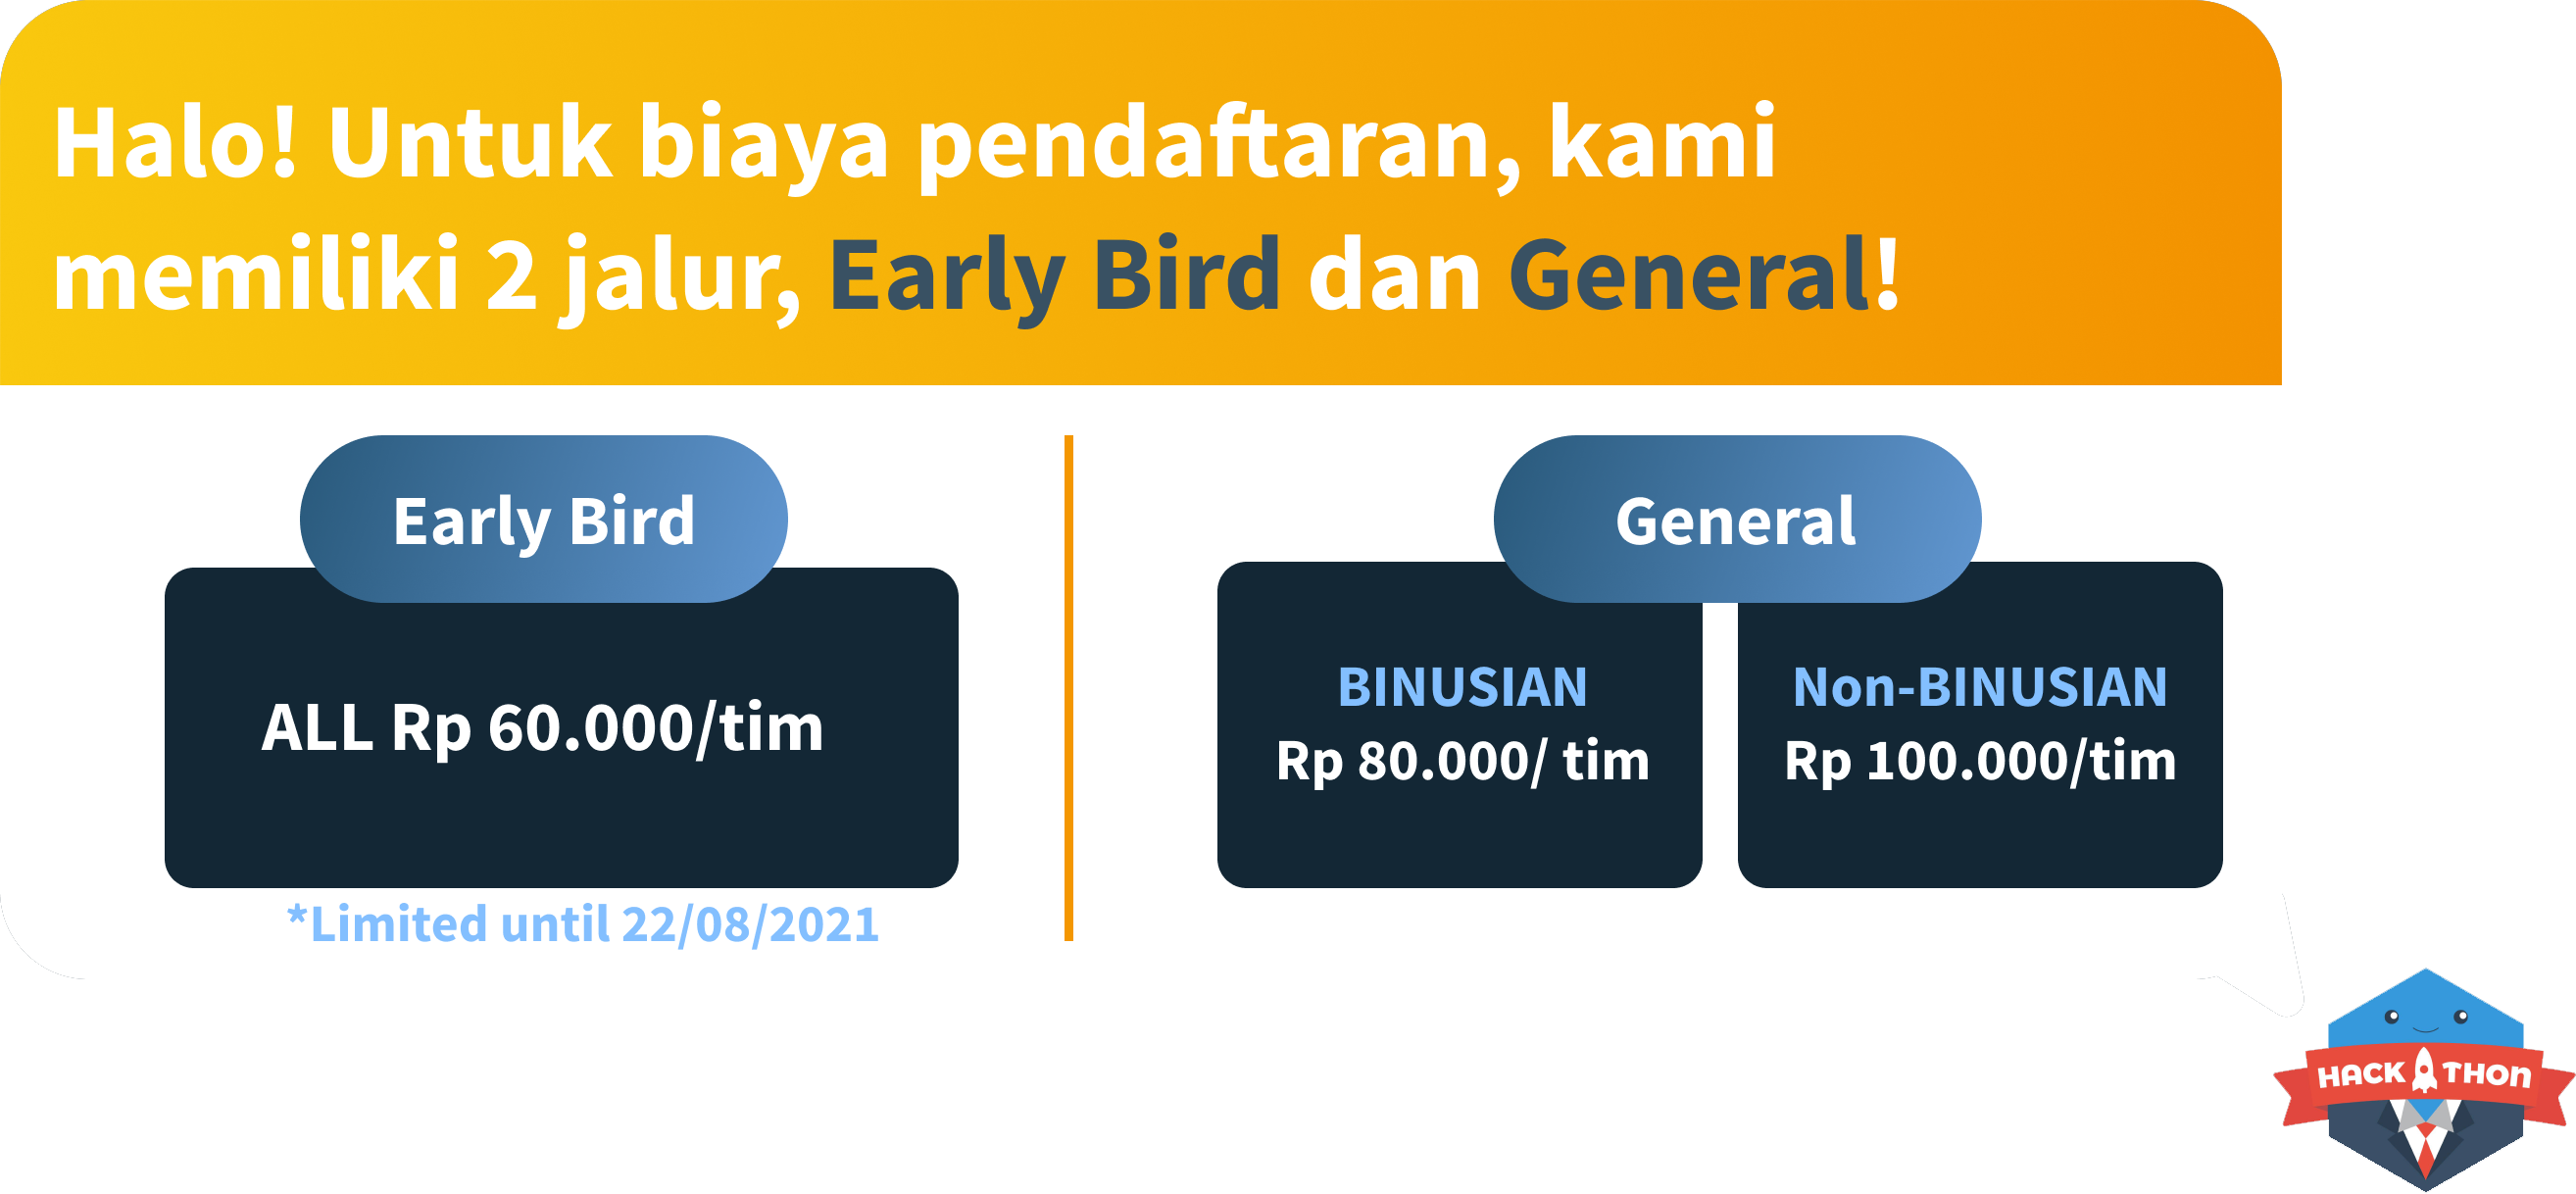 Halo! Untuk biaya pendaftaran, kami
memiliki 2 jalur, Early Bird dan General!
Early Bird
ALL Rp 60.000/tim
*Limited until 22/08/2021
General
BINUSIAN
Rp 80.000/ tim
Non-BINUSIAN
Rp 100.000/tim
HACK THON